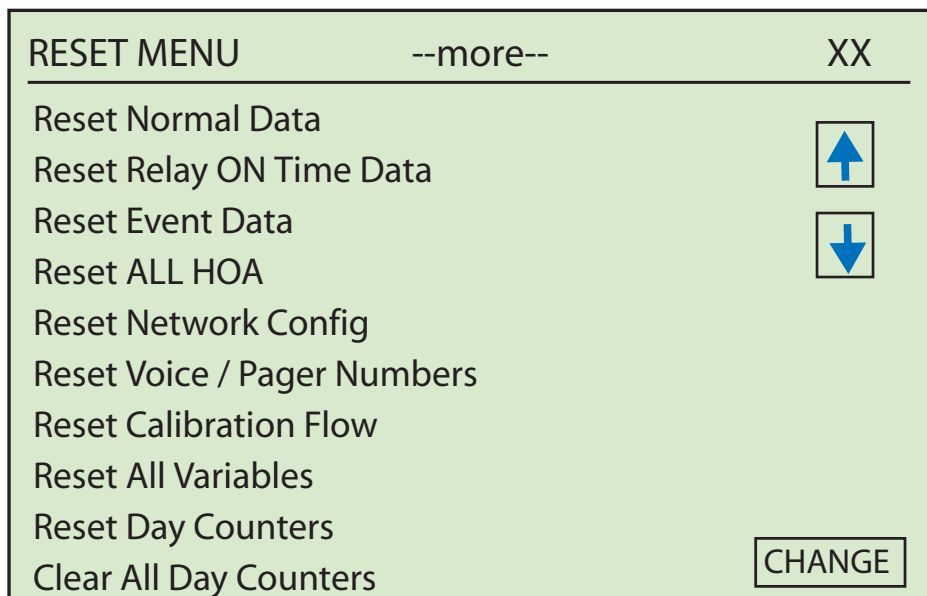 RESET MENU --more-- XX
Reset Normal Data
Reset Relay ON Time Data
Reset Event Data
Reset ALL HOA
Reset Network Config
Reset Voice / Pager Numbers
Reset Calibration Flow
Reset All Variables
Reset Day Counters
Clear All Day Counters
CHANGE